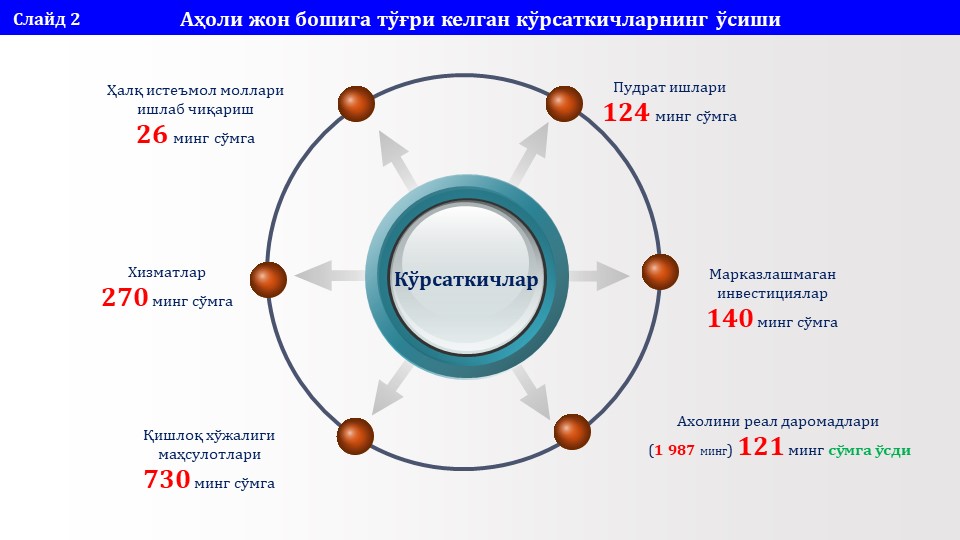 Слайд 2
Аҳоли жон бошига тўғри келган кўрсаткичларнинг ўсиши
Ҳалқ истеъмол моллари
ишлаб чиқариш
26 минг сўмга
Пудрат ишлари
124 минг сўмга
Хизматлар
270 минг сўмга
Кўрсаткичлар
Марказлашмаган
инвестициялар
140 минг сўмга
Қишлоқ хўжалиги
маҳсулотлари
730 минг сўмга
Ахолини реал даромадлари
(1 987 минг) 121 минг сўмга ўсди